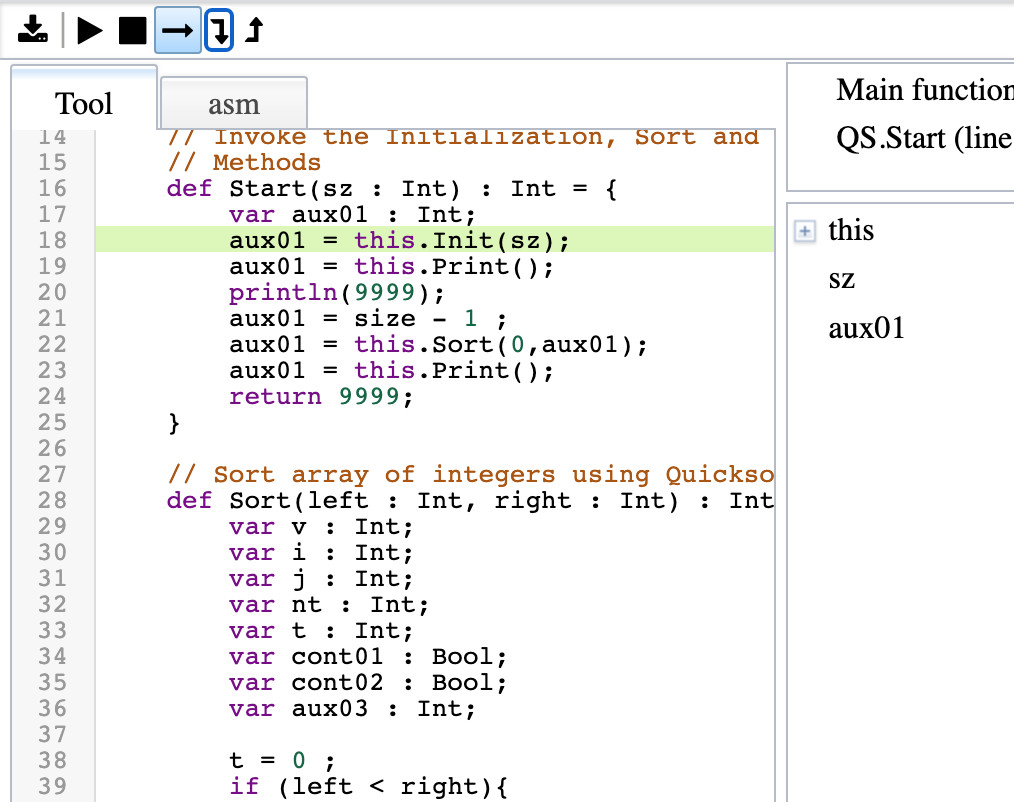 Tool
asm
14 // Invoke the Initialization, Sort and
15 // Methods
16 def Start(sz : Int) : Int = {
17 var aux01 : Int;
18 aux01 = this.Init(sz);
19 aux01 = this.Print();
20 println(9999);
21 aux01 = size - 1 ;
22 aux01 = this.Sort(0,aux01);
23 aux01 = this.Print();
24 return 9999;
25 }
26
27 // Sort array of integers using Quickso
28 def Sort(left : Int, right : Int) : Int
29 var v : Int;
30 var i : Int;
31 var j : Int;
32 var nt : Int;
33 var t : Int;
34 var cont01 : Bool;
35 var cont02 : Bool;
36 var aux03 : Int;
37
38 t = 0 ;
39 if (left < right){
Main function
QS.Start (line
this
sz
aux01